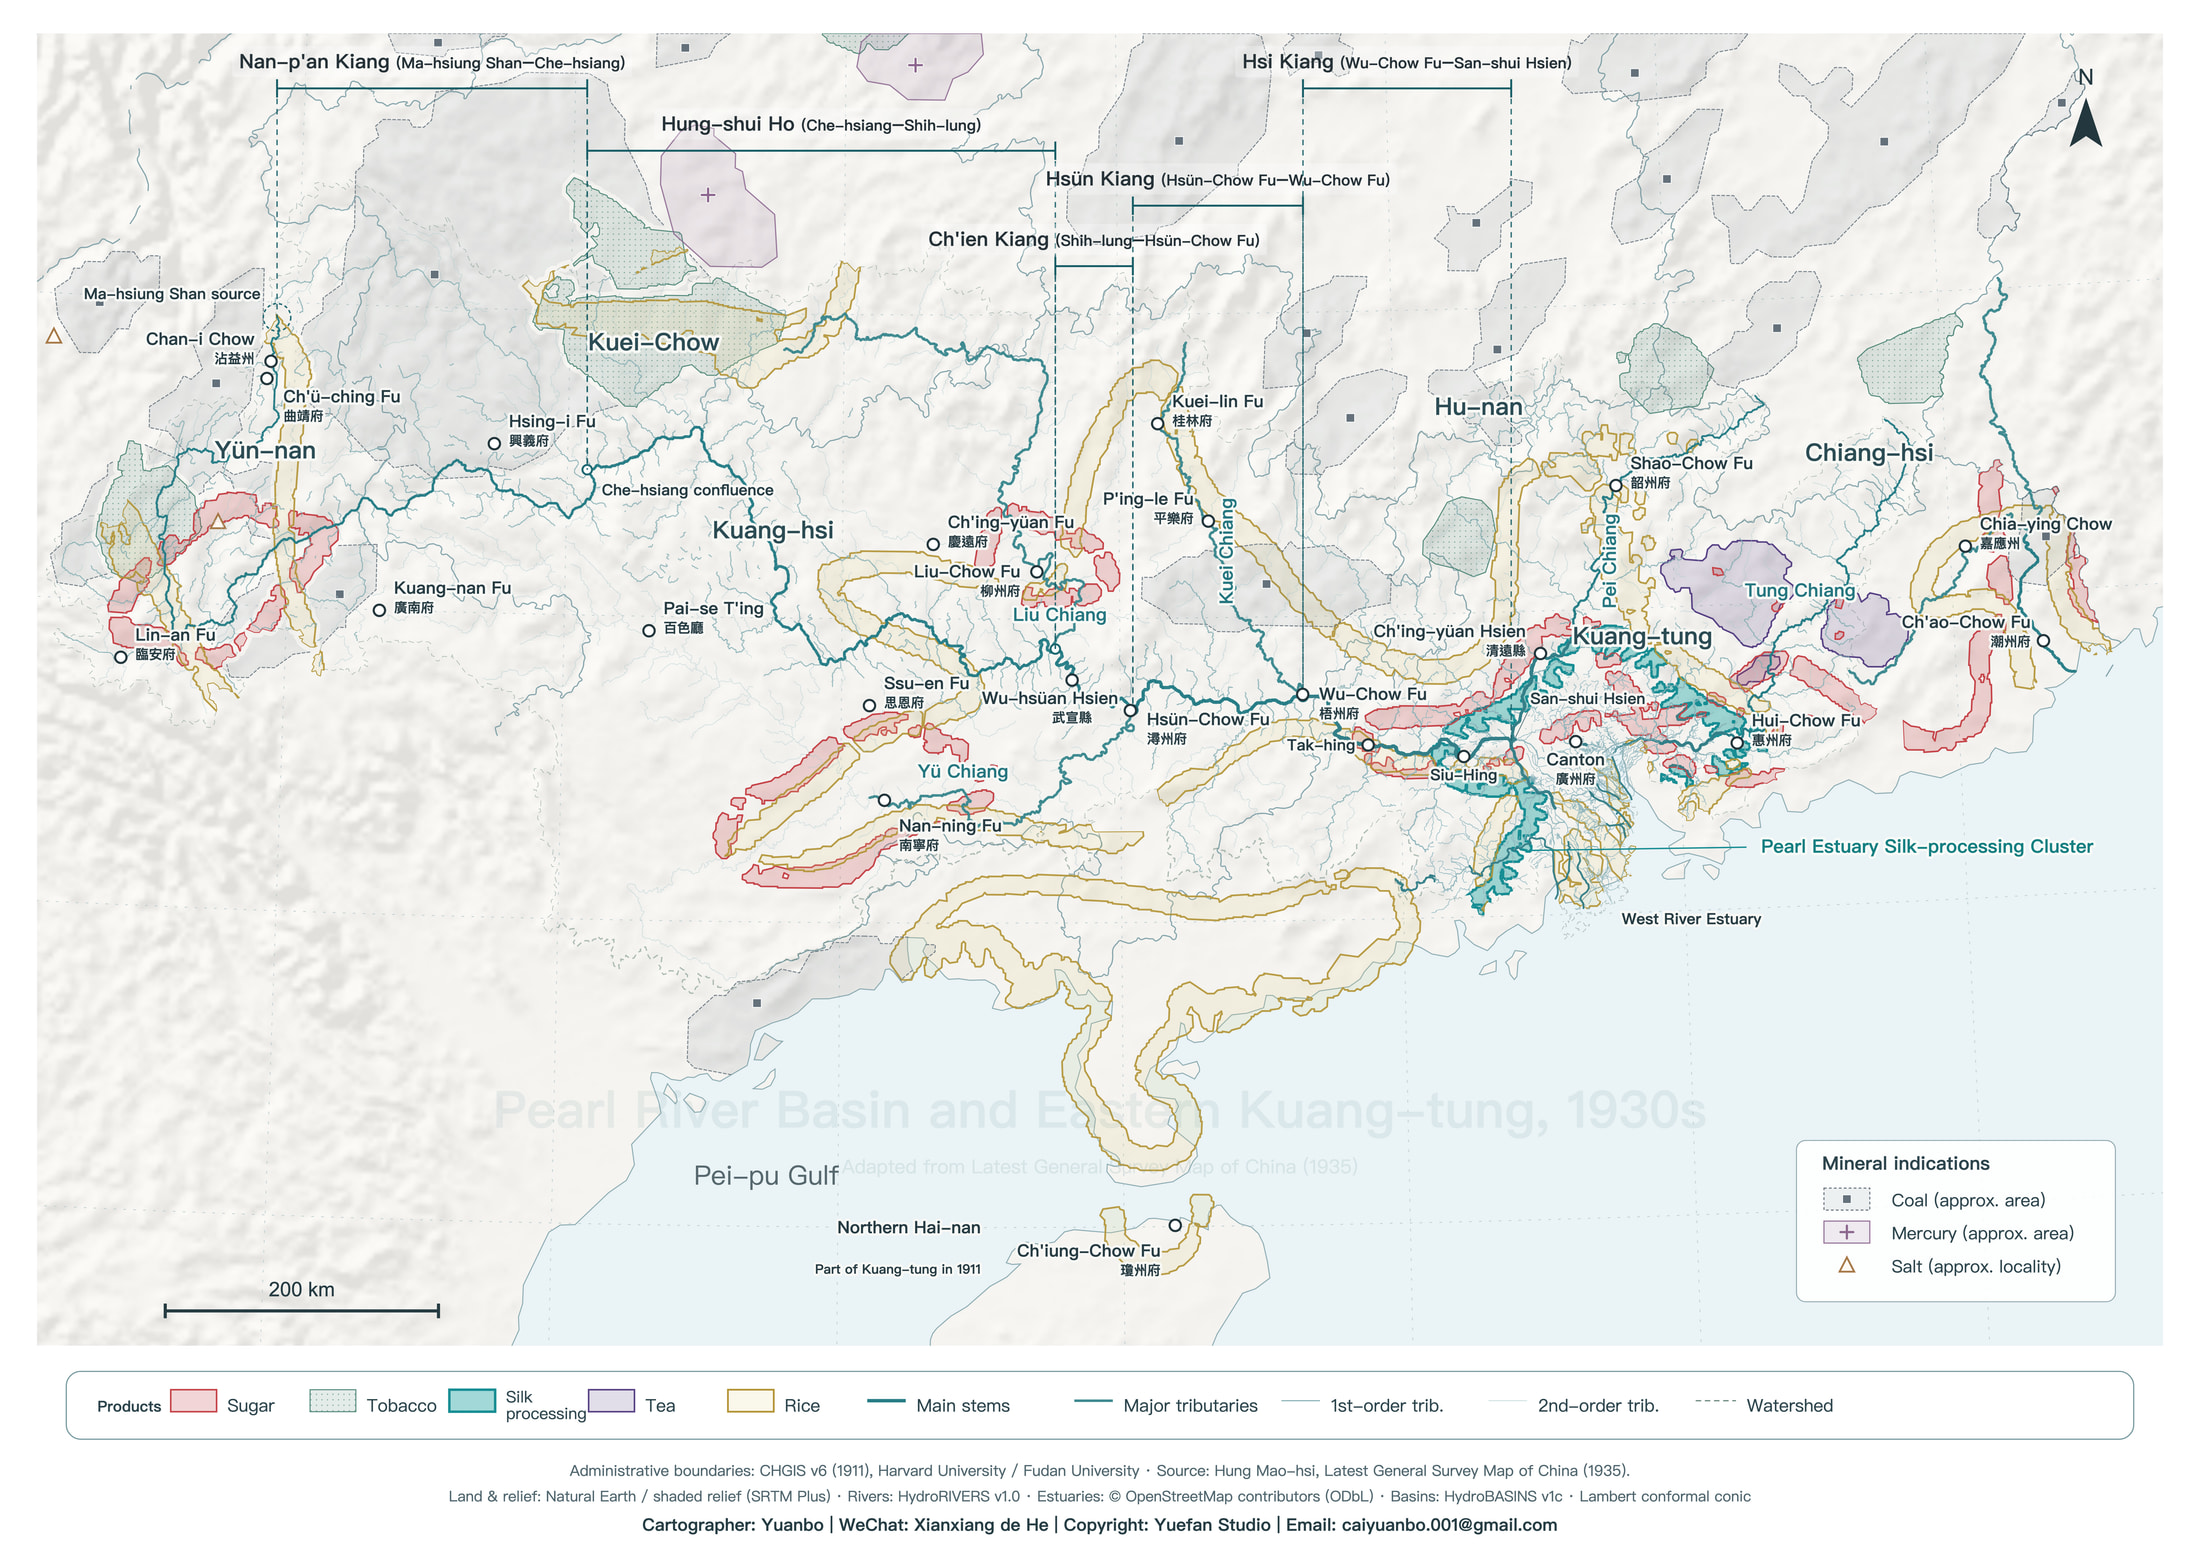 Nan-p'an Kiang (Ma-hsiung Shan—Che-hsiang)
Hsi Kiang (Wu-Chow Fu—San-shui Hsien)
N
Hung-shui Ho (Che-hsiang—Shih-lung)
Hsün Kiang (Hsün-Chow Fu—Wu-Chow Fu)
Ch'ien Kiang (Shih-lung—Hsün-Chow Fu)
Ma-hsiung Shan source
Chan-i Chow
沾益州
Kuei-Chow
Ch'ü-ching Fu
曲靖府
Kuei-lin Fu
桂林府
Hu-nan
Hsing-i Fu
興義府
Yün-nan
Chiang-hsi
Shao-Chow Fu
韶州府
Che-hsiang confluence
P'ing-le Fu
平樂府
Kuang-hsi
Ch'ing-yüan Fu
慶遠府
Chia-ying Chow
嘉應州
Kuei Chiang
Pei Chiang
Liu-Chow Fu
柳州府
Kuang-nan Fu
廣南府
Tung Chiang
Pai-se T'ing
百色廳
Liu Chiang
Ch'ao-Chow Fu
潮州府
Lin-an Fu
臨安府
Ch'ing-yüan Hsien
清遠縣
Kuang-tung
Ssu-en Fu
思恩府
Wu-hsüan Hsien
武宣縣
Wu-Chow Fu
梧州府
San-shui Hsien
Hsün-Chow Fu
潯州府
Hui-Chow Fu
惠州府
Tak-hing
Yü Chiang
Siu-Hing
Canton
廣州府
Nan-ning Fu
南寧府
Pearl Estuary Silk-processing Cluster
West River Estuary
Pearl River Basin and Eastern Kuang-tung, 1930s
Adapted from Latest General Survey Map of China (1935)
Pei-pu Gulf
Northern Hai-nan
Ch'iung-Chow Fu
瓊州府
Part of Kuang-tung in 1911
Mineral indications
Coal (approx. area)
Mercury (approx. area)
Salt (approx. locality)
200 km
Products
Sugar
Tobacco
Silk
processing
Tea
Rice
Main stems
Major tributaries
1st-order trib.
2nd-order trib.
Watershed
Administrative boundaries: CHGIS v6 (1911), Harvard University / Fudan University · Source: Hung Mao-hsi, Latest General Survey Map of China (1935).
Land & relief: Natural Earth / shaded relief (SRTM Plus) · Rivers: HydroRIVERS v1.0 · Estuaries: © OpenStreetMap contributors (ODbL) · Basins: HydroBASINS v1c · Lambert conformal conic
Cartographer: Yuanbo | WeChat: Xianxiang de He | Copyright: Yuefan Studio | Email: caiyuanbo.001@gmail.com